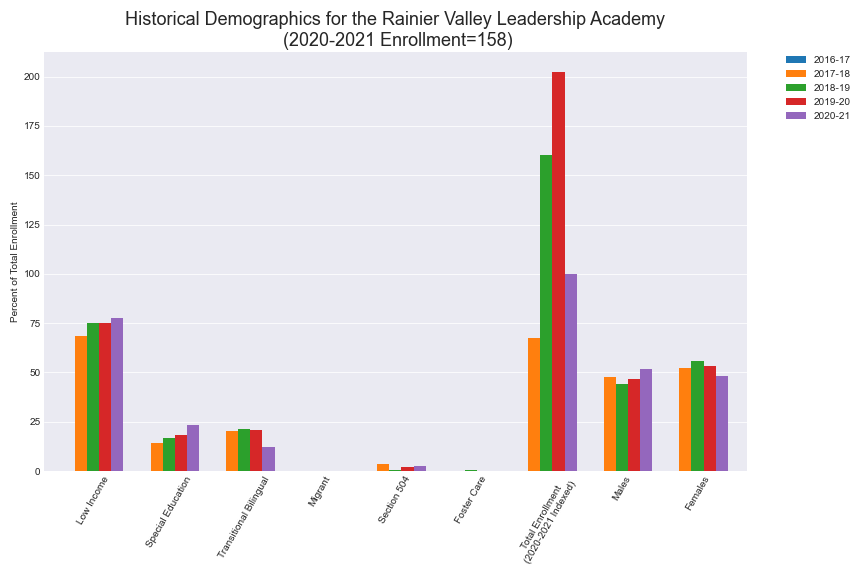 Historical Demographics for the Rainier Valley Leadership Academy
(2020-2021 Enrollment=158)
2016-17
2017-18
2018-19
2019-20
2020-21
Percent of Total Enrollment
200
175
150
125
100
75
50
25
0
Low Income
Special Education
Transitional Bilingual
Migrant
Section 504
Foster Care
Total Enrollment
(2020-2021 Indexed)
Males
Females